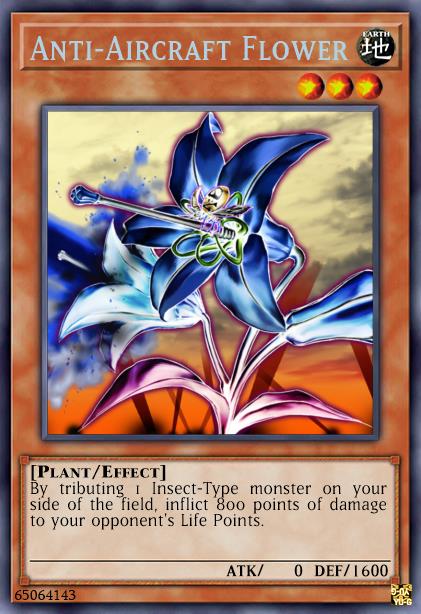 ANTI-AIRCRAFT FLOWER
EARTH
地
[PLANT/EFFECT]
By tributing 1 Insect-Type monster on your
side of the field, inflict 800 points of damage
to your opponent's Life Points.
ATK/ 0 DEF/1600
65064143